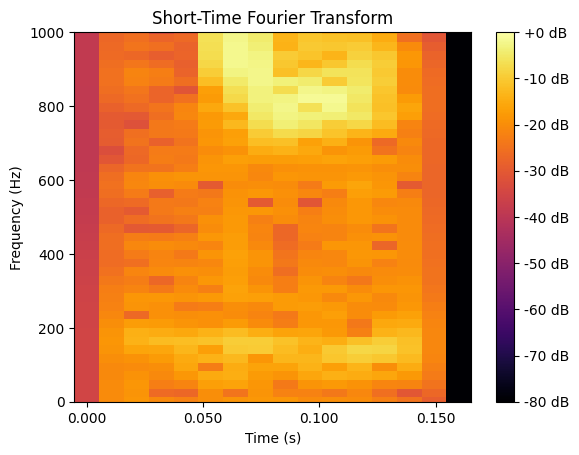 Short-Time Fourier Transform
1000
800
600
400
200
0
Frequency (Hz)
0.000
0.050
0.100
0.150
Time (s)
+0 dB
-10 dB
-20 dB
-30 dB
-40 dB
-50 dB
-60 dB
-70 dB
-80 dB